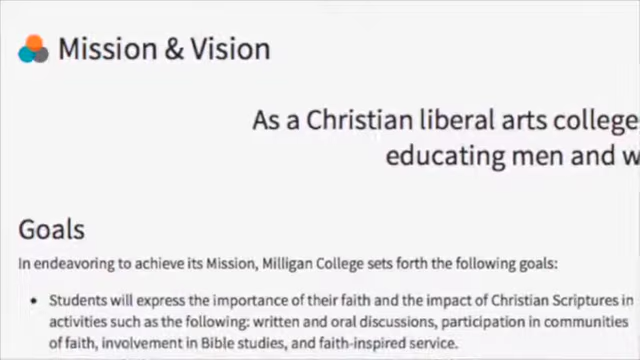 Mission & Vision
As a Christian liberal arts college
educating men and w
Goals
In endeavoring to achieve its Mission, Milligan College sets forth the following goals:
• Students will express the importance of their faith and the impact of Christian Scriptures in
activities such as the following: written and oral discussions, participation in communities
of faith, involvement in Bible studies, and faith-inspired service.